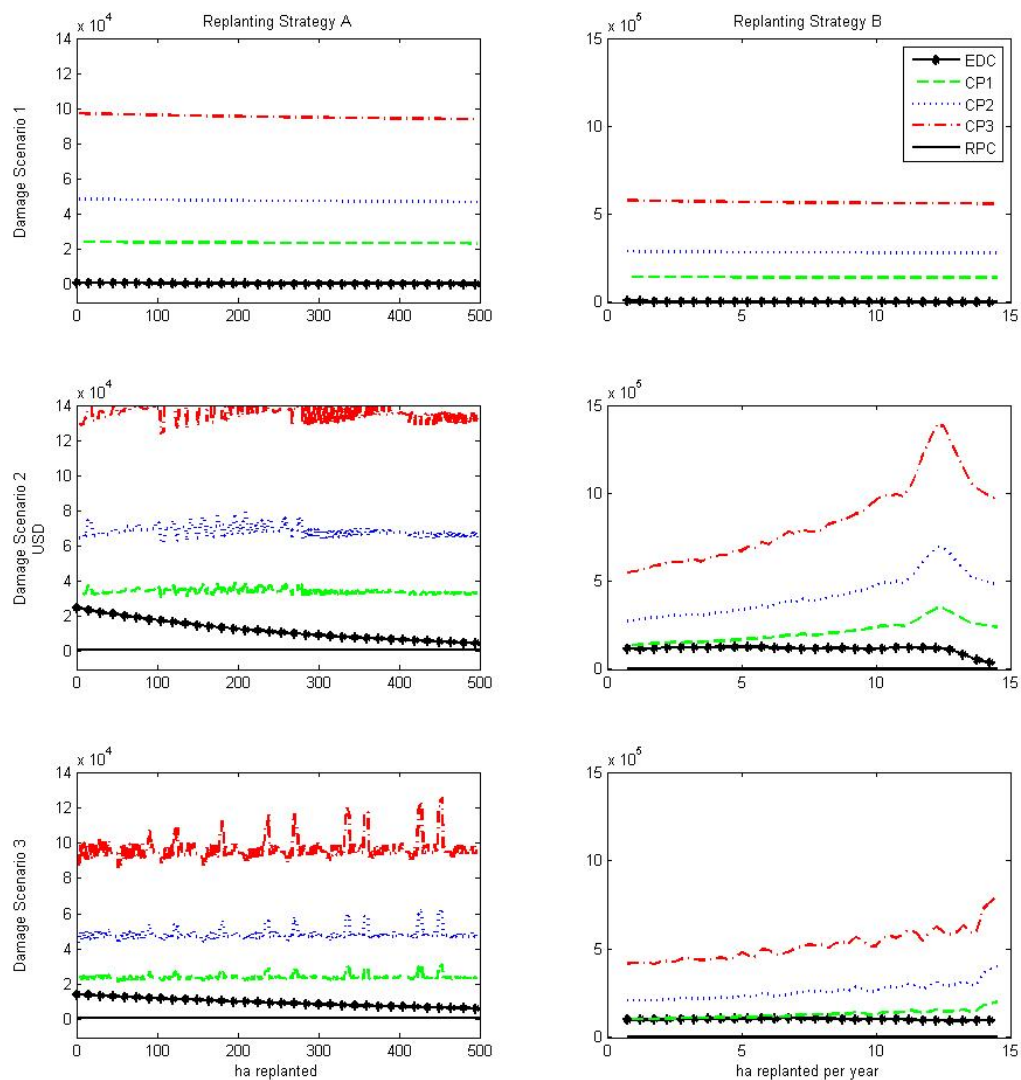 Replanting Strategy A
Replanting Strategy B
x 10^4
14
12
10
8
6
4
2
0
0 100 200 300 400 500
Damage Scenario 1
x 10^5
15
10
5
0
0 5 10 15
EDC
CP1
CP2
CP3
RPC
x 10^4
14
12
10
8
6
4
2
0
0 100 200 300 400 500
Damage Scenario 2
USD
x 10^5
15
10
5
0
0 5 10 15
x 10^4
14
12
10
8
6
4
2
0
0 100 200 300 400 500
Damage Scenario 3
ha replanted
x 10^5
15
10
5
0
0 5 10 15
ha replanted per year